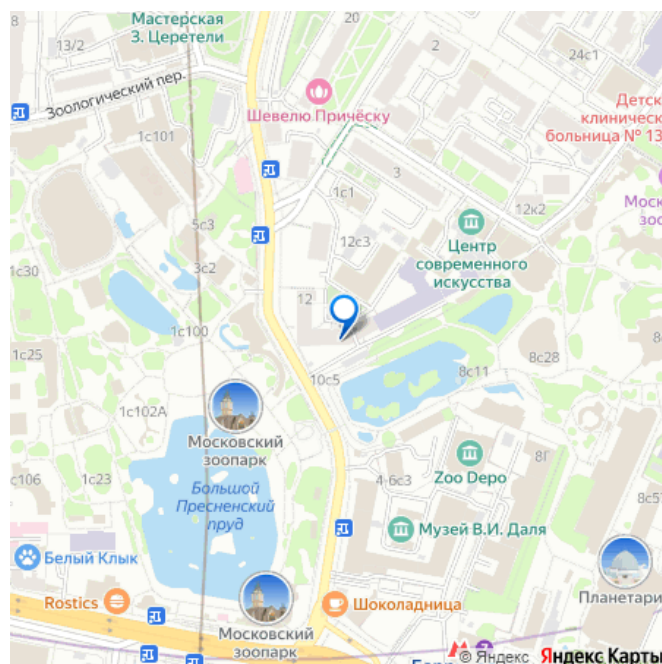 8
Мастерская
З. Церетели
20
2
24с1
13/2
Зоологический пер.
Шевелю Причёску
Детск
клиническ
больница № 13
1с101
3
1с1
12к2
Моск
зоо
5с3
12с3
Центр
современного
искусства
1с30
3с2
12
1с100
1с25
10с5
8с11
8с28
1с102А
Московский
зоопарк
4-6с3
8Г
Zoo Depo
с106
1с23
Большой
Пресненский
пруд
8с5
Музей В.И. Даля
Белый Клык
Планетари
Rostics
Шоколадница
Московский
зоопарк
© Яндекс Яндекс Карты